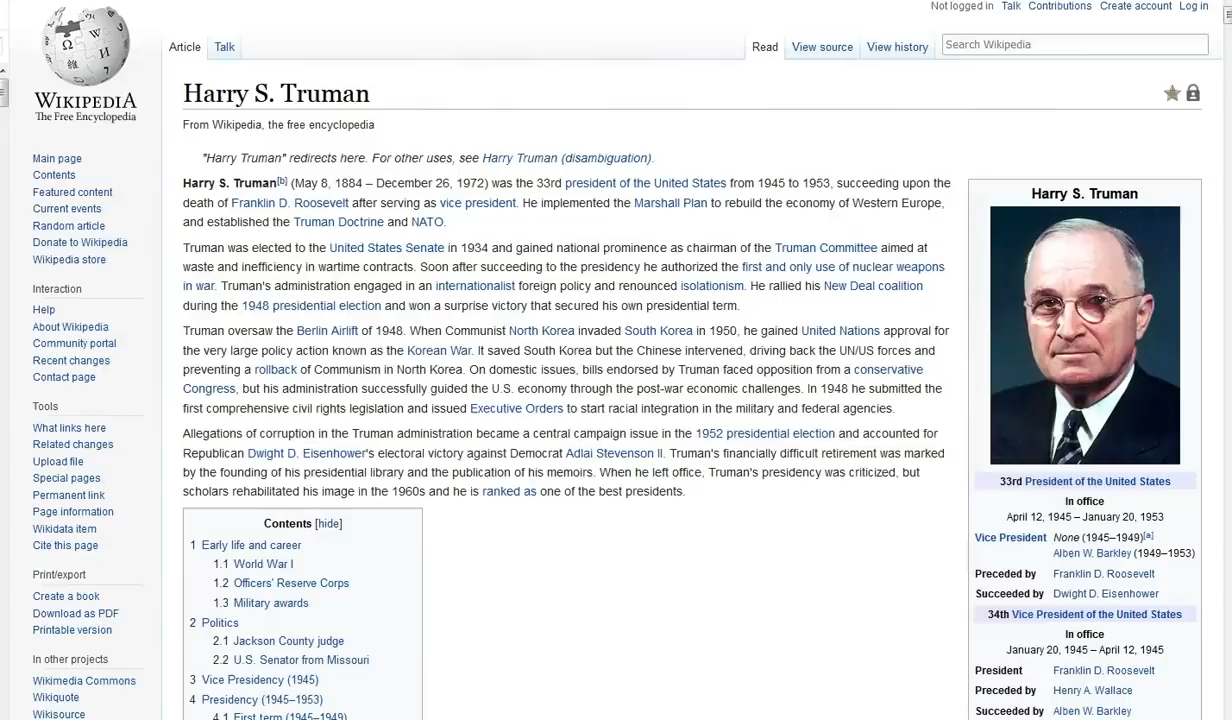 Not logged in Talk Contributions Create account Log in
Article Talk Read View source View history Search Wikipedia
WIKIPEDIA
The Free Encyclopedia
Main page
Contents
Featured content
Current events
Random article
Donate to Wikipedia
Wikipedia store
Interaction
Help
About Wikipedia
Community portal
Recent changes
Contact page
Tools
What links here
Related changes
Upload file
Special pages
Permanent link
Page information
Wikidata item
Cite this page
Print/export
Create a book
Download as PDF
Printable version
In other projects
Wikimedia Commons
Wikiquote
Wikisource
Harry S. Truman
From Wikipedia, the free encyclopedia
"Harry Truman" redirects here. For other uses, see Harry Truman (disambiguation).
Harry S. Truman[b] (May 8, 1884 – December 26, 1972) was the 33rd president of the United States from 1945 to 1953, succeeding upon the
death of Franklin D. Roosevelt after serving as vice president. He implemented the Marshall Plan to rebuild the economy of Western Europe,
and established the Truman Doctrine and NATO.
Truman was elected to the United States Senate in 1934 and gained national prominence as chairman of the Truman Committee aimed at
waste and inefficiency in wartime contracts. Soon after succeeding to the presidency he authorized the first and only use of nuclear weapons
in war. Truman's administration engaged in an internationalist foreign policy and renounced isolationism. He rallied his New Deal coalition
during the 1948 presidential election and won a surprise victory that secured his own presidential term.
Truman oversaw the Berlin Airlift of 1948. When Communist North Korea invaded South Korea in 1950, he gained United Nations approval for
the very large policy action known as the Korean War. It saved South Korea but the Chinese intervened, driving back the UN/US forces and
preventing a rollback of Communism in North Korea. On domestic issues, bills endorsed by Truman faced opposition from a conservative
Congress, but his administration successfully guided the U.S. economy through the post-war economic challenges. In 1948 he submitted the
first comprehensive civil rights legislation and issued Executive Orders to start racial integration in the military and federal agencies.
Allegations of corruption in the Truman administration became a central campaign issue in the 1952 presidential election and accounted for
Republican Dwight D. Eisenhower's electoral victory against Democrat Adlai Stevenson II. Truman's financially difficult retirement was marked
by the founding of his presidential library and the publication of his memoirs. When he left office, Truman's presidency was criticized, but
scholars rehabilitated his image in the 1960s and he is ranked as one of the best presidents.
Contents [hide]
1 Early life and career
1.1 World War I
1.2 Officers' Reserve Corps
1.3 Military awards
2 Politics
2.1 Jackson County judge
2.2 U.S. Senator from Missouri
3 Vice Presidency (1945)
4 Presidency (1945–1953)
4.1 First term (1945–1949)
Harry S. Truman
33rd President of the United States
In office
April 12, 1945 – January 20, 1953
Vice President None (1945–1949)[a]
Alben W. Barkley (1949–1953)
Preceded by Franklin D. Roosevelt
Succeeded by Dwight D. Eisenhower
34th Vice President of the United States
In office
January 20, 1945 – April 12, 1945
President Franklin D. Roosevelt
Preceded by Henry A. Wallace
Succeeded by Alben W. Barkley